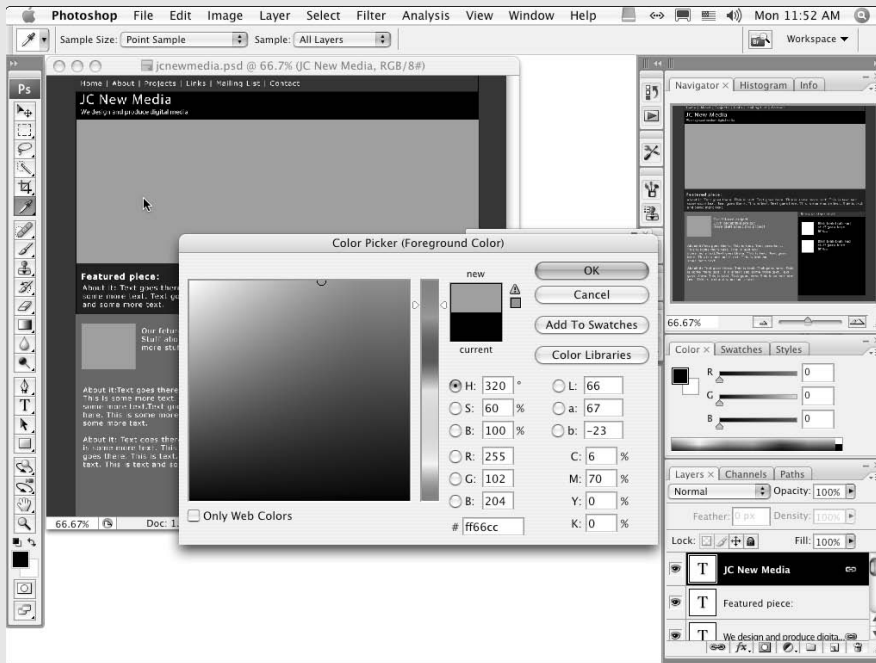 Photoshop File Edit Image Layer Select Filter Analysis View Window Help Mon 11:52 AM
Sample Size: Point Sample Sample: All Layers Workspace
jcnewmedia.psd @ 66.7% (JC New Media, RGB/8#)
Ps
Home | About | Projects | Links | Mailing List | Contact
JC New Media
We design and produce digital media
Featured piece:
About it: Text goes here.
some more text. Text go
and some more text.
Stuff abo
more stu
About it:Text goes there
This is some more text.
some more text.Text go
here. This is some more
some more text.
About it: Text goes ther
is some more text. This
goes there. This is text.
text. This is text and so
66.67% Doc: 1.
Color Picker (Foreground Color)
new
current
OK
Cancel
Add To Swatches
Color Libraries
H: 320 °
S: 60 %
B: 100 %
R: 255
G: 102
B: 204
# ff66cc
L: 66
a: 67
b: -23
C: 6 %
M: 70 %
Y: 0 %
K: 0 %
Only Web Colors
Navigator × Histogram Info
JC New Media
Featured piece:
66.67%
Color × Swatches Styles
R 0
G 0
B 0
Layers × Channels Paths
Normal Opacity: 100%
Feather: 0 px Density: 100%
Lock: Fill: 100%
T JC New Media
T Featured piece:
T We design and produce digita...
fx